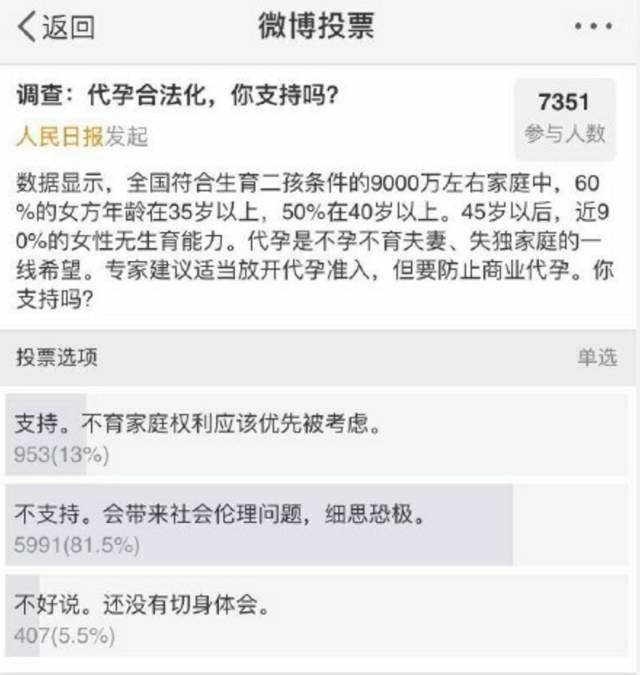 返回
微博投票
调查：代孕合法化，你支持吗？
7351
人民日报发起
参与人数
数据显示，全国符合生育二孩条件的9000万左右家庭中，60
%的女方年龄在35岁以上，50%在40岁以上。45岁以后，近9
0%的女性无生育能力。代孕是不孕不育夫妻、失独家庭的一
线希望。专家建议适当放开代孕准入，但要防止商业代孕。你
支持吗？
投票选项
单选
支持。不育家庭权利应该优先被考虑。
953(13%)
不支持。会带来社会伦理问题，细思恐极。
5991(81.5%)
不好说。还没有切身体会。
407(5.5%)